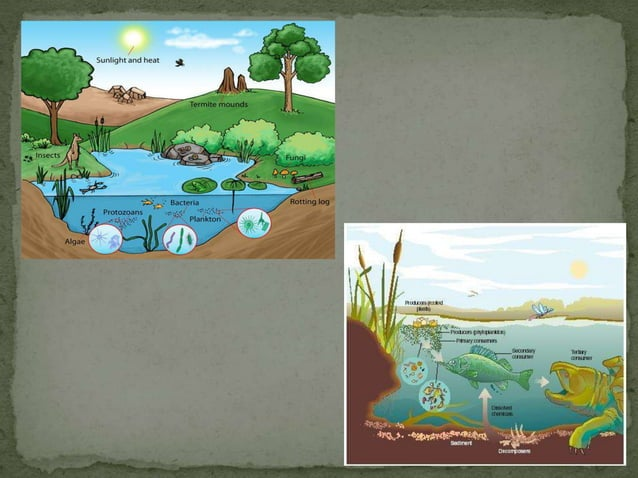 Sunlight and heat
Termite mounds
Insects
Fungi
Bacteria
Rotting log
Protozoans
Plankton
Algae
Producers (rooted
plants)
Producers (phytoplankton)
Primary consumers
Secondary
consumer
Tertiary
consumer
Dissolved
chemicals
Sediment
Decomposers